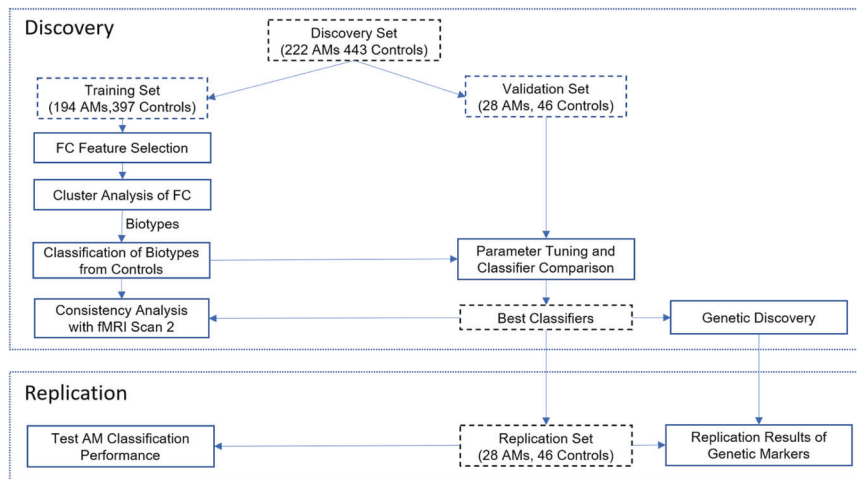 Discovery
Discovery Set
(222 AMs 443 Controls)
Training Set
(194 AMs,397 Controls)
Validation Set
(28 AMs, 46 Controls)
FC Feature Selection
Cluster Analysis of FC
Biotypes
Classification of Biotypes
from Controls
Parameter Tuning and
Classifier Comparison
Consistency Analysis
with fMRI Scan 2
Best Classifiers
Genetic Discovery
Replication
Test AM Classification
Performance
Replication Set
(28 AMs, 46 Controls)
Replication Results of
Genetic Markers